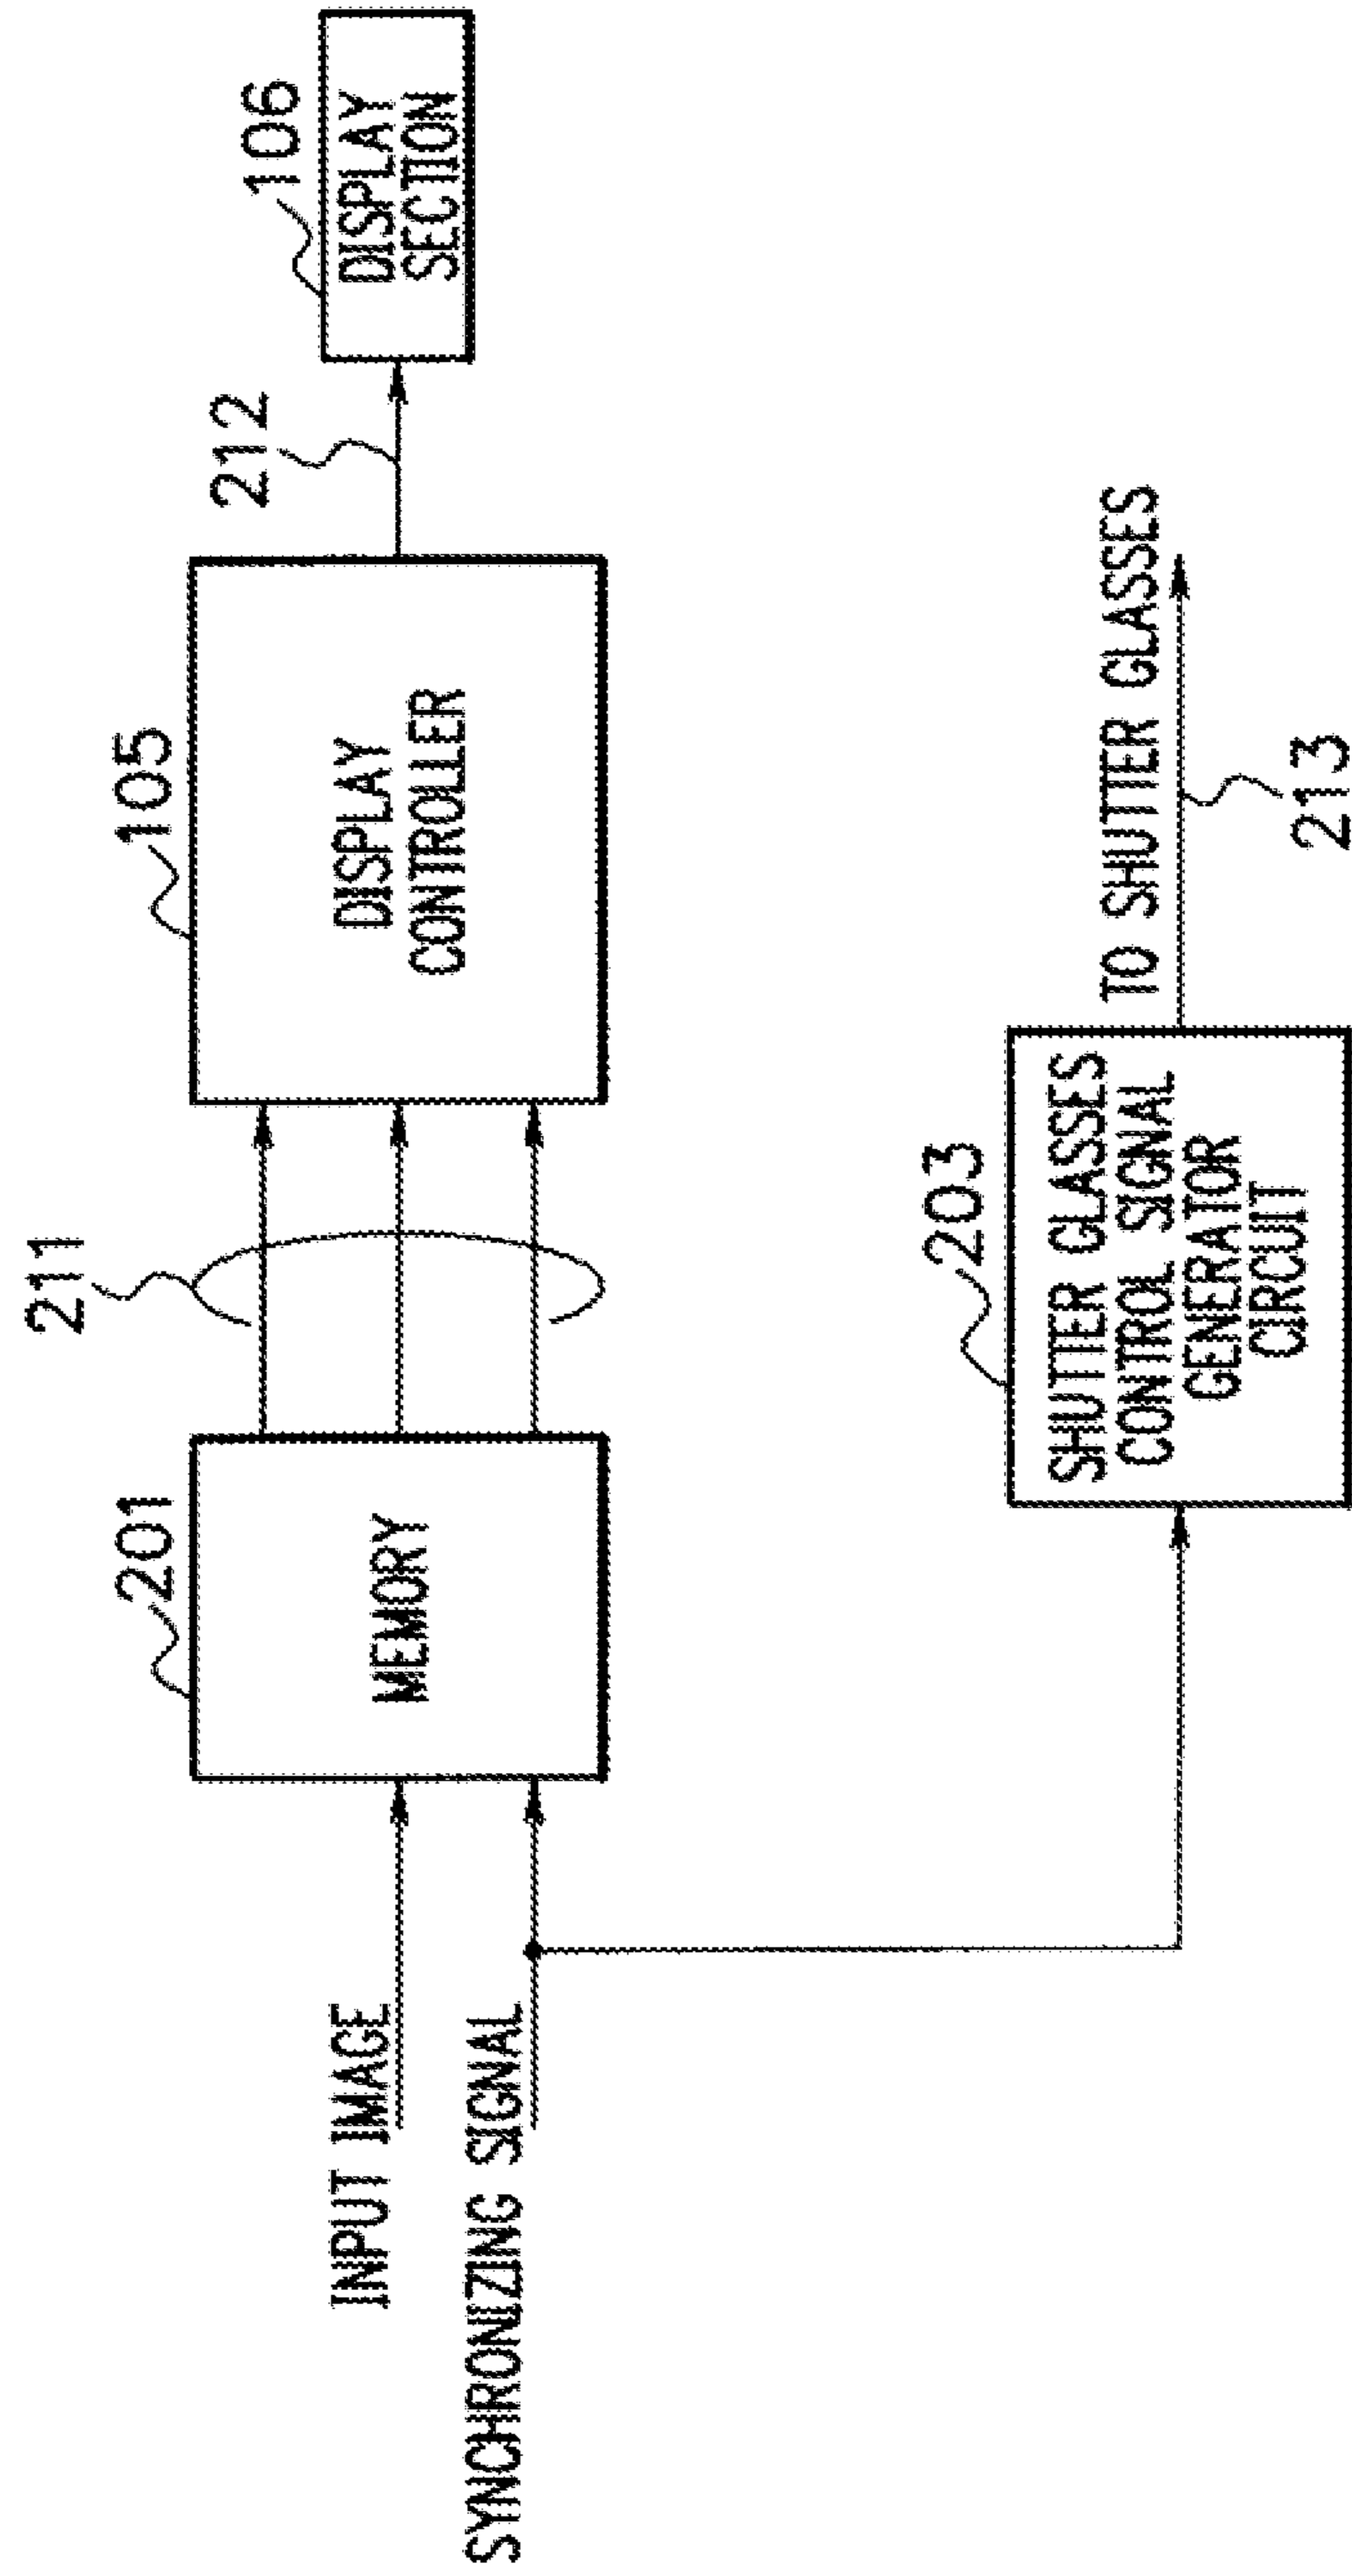 INPUT IMAGE
SYNCHRONIZING SIGNAL
201
MEMORY
211
105
DISPLAY
CONTROLLER
212
106
DISPLAY
SECTION
203
SHUTTER GLASSES
CONTROL SIGNAL
GENERATOR
CIRCUIT
TO SHUTTER GLASSES
213